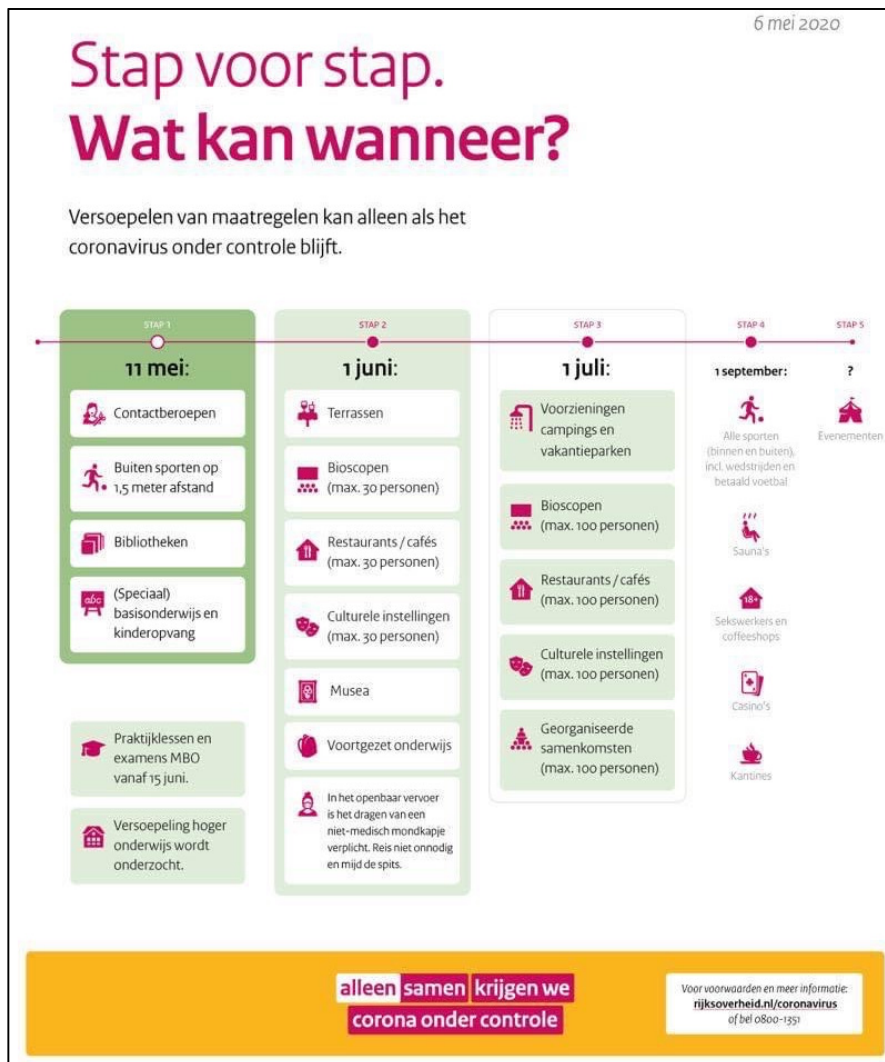 6 mei 2020
Stap voor stap.
Wat kan wanneer?
Versoepelen van maatregelen kan alleen als het
coronavirus onder controle blijft.
STAP 1
11 mei:
Contactberoepen
Buiten sporten op
1,5 meter afstand
Bibliotheken
abc
(Speciaal)
basisonderwijs en
kinderopvang
Praktijklessen en
examens MBO
vanaf 15 juni.
Versoepeling hoger
onderwijs wordt
onderzocht.
STAP 2
1 juni:
Terrassen
Bioscopen
(max. 30 personen)
Restaurants / cafés
(max. 30 personen)
Culturele instellingen
(max. 30 personen)
Musea
Voortgezet onderwijs
In het openbaar vervoer
is het dragen van een
niet-medisch mondkapje
verplicht. Reis niet onnodig
en mijd de spits.
STAP 3
1 juli:
Voorzieningen
campings en
vakantieparken
Bioscopen
(max. 100 personen)
Restaurants / cafés
(max. 100 personen)
Culturele instellingen
(max. 100 personen)
Georganiseerde
samenkomsten
(max. 100 personen)
STAP 4
1 september:
Alle sporten
(binnen en buiten),
incl. wedstrijden en
betaald voetbal
Sauna's
18+
Sekswerkers en
coffeeshops
Casino's
Kantines
STAP 5
?
Evenementen
alleen samen krijgen we
corona onder controle
Voor voorwaarden en meer informatie:
rijksoverheid.nl/coronavirus
of bel 0800-1351